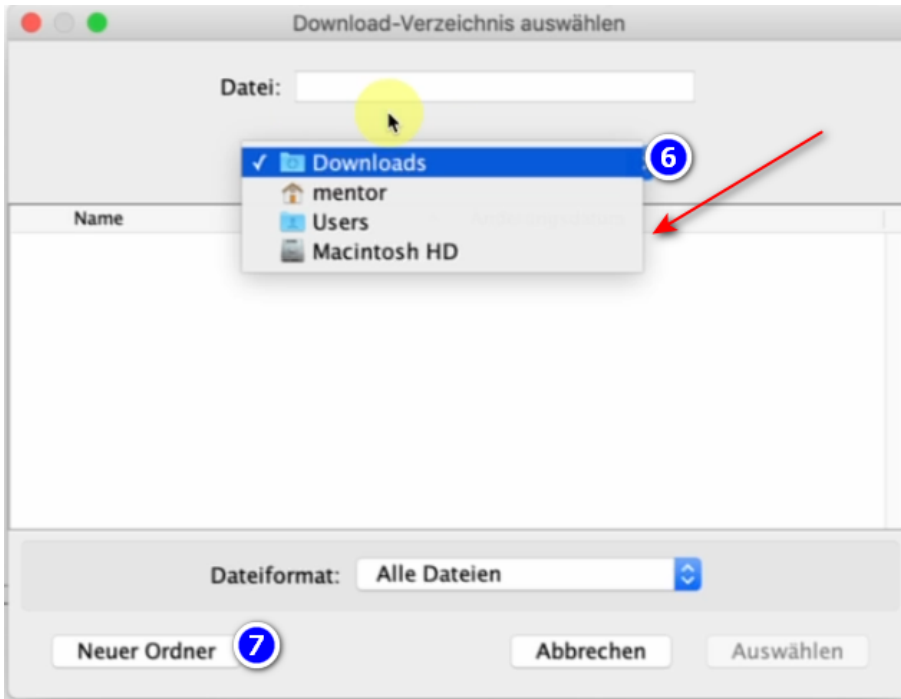 Download-Verzeichnis auswählen
Datei:
✓ Downloads
6
mentor
Users
Macintosh HD
Name
Dateiformat: Alle Dateien
Neuer Ordner
7
Abbrechen
Auswählen